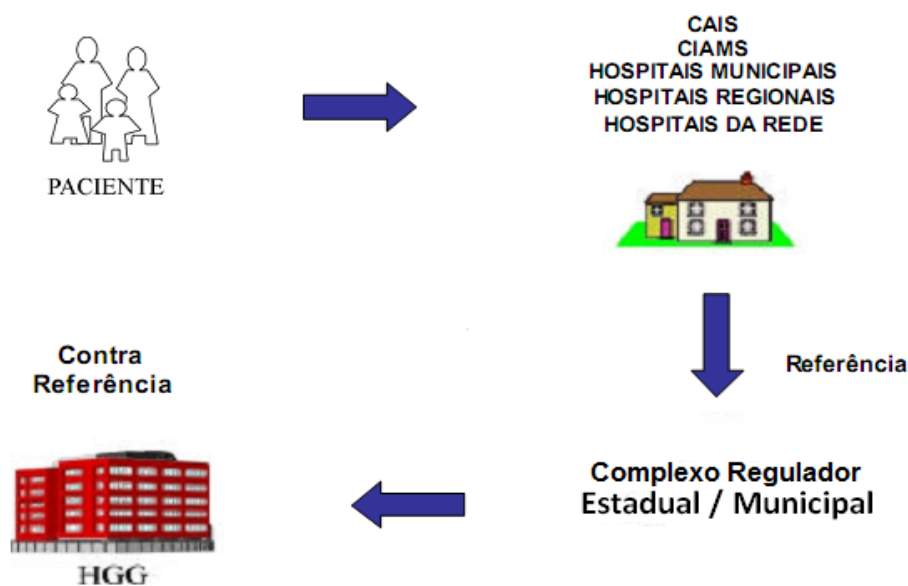 PACIENTE
CAIS
CIAMS
HOSPITAIS MUNICIPAIS
HOSPITAIS REGIONAIS
HOSPITAIS DA REDE
Referência
Complexo Regulador
Estadual / Municipal
Contra
Referência
HGG